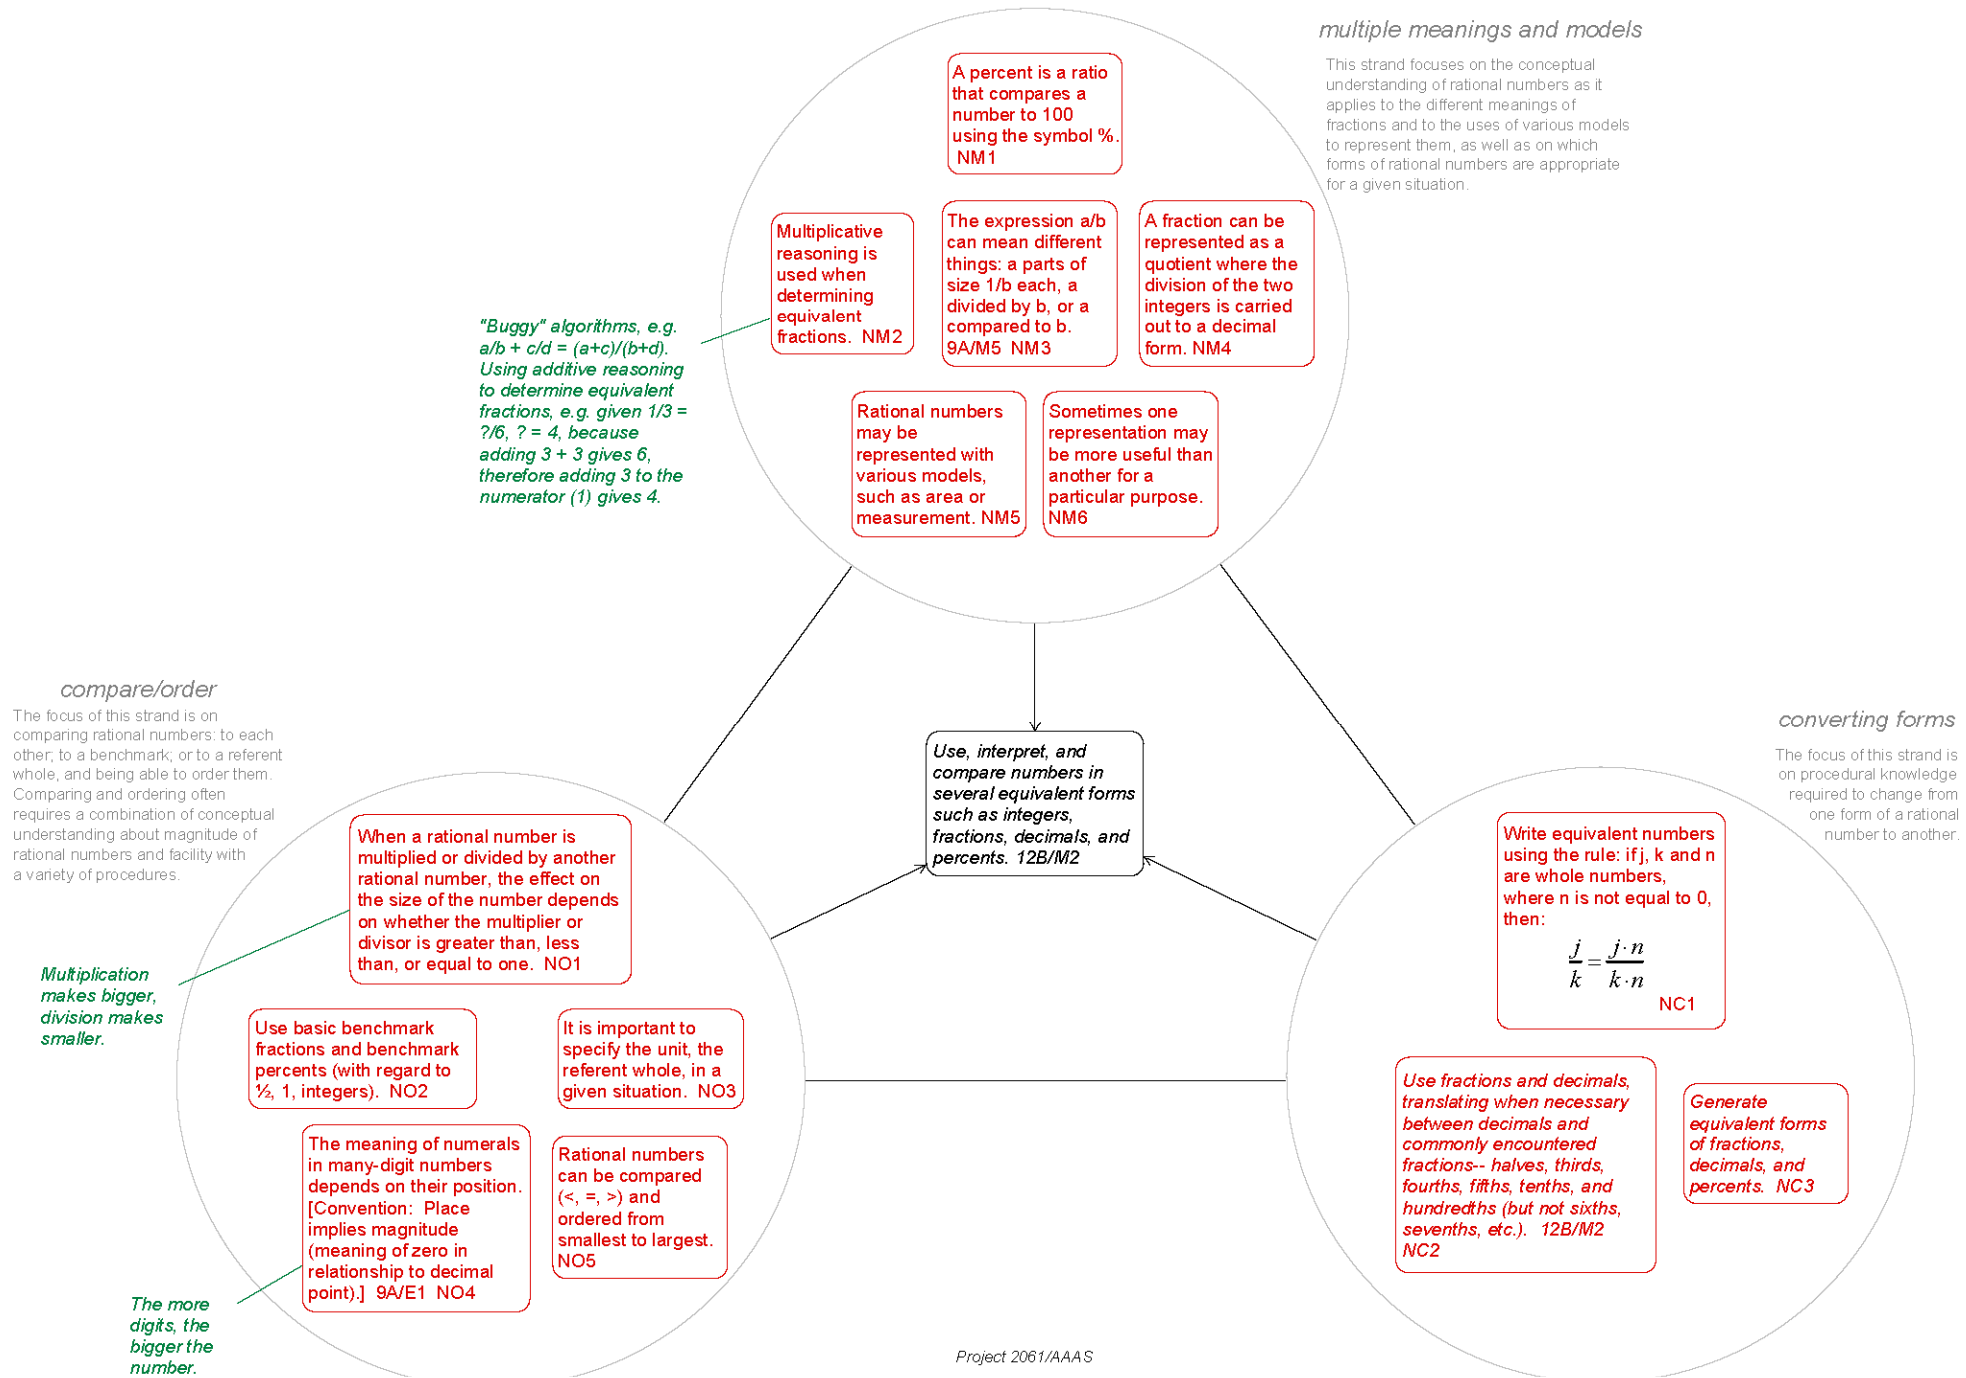 multiple meanings and models
This strand focuses on the conceptual
understanding of rational numbers as it
applies to the different meanings of
fractions and to the uses of various models
to represent them, as well as on which
forms of rational numbers are appropriate
for a given situation.
A percent is a ratio
that compares a
number to 100
using the symbol %.
NM1
Multiplicative
reasoning is
used when
determining
equivalent
fractions. NM2
The expression a/b
can mean different
things: a parts of
size 1/b each, a
divided by b, or a
compared to b.
9A/M5 NM3
A fraction can be
represented as a
quotient where the
division of the two
integers is carried
out to a decimal
form. NM4
"Buggy" algorithms, e.g.
a/b + c/d = (a+c)/(b+d).
Using additive reasoning
to determine equivalent
fractions, e.g. given 1/3 =
?/6, ? = 4, because
adding 3 + 3 gives 6,
therefore adding 3 to the
numerator (1) gives 4.
Rational numbers
may be
represented with
various models,
such as area or
measurement. NM5
Sometimes one
representation may
be more useful than
another for a
particular purpose.
NM6
compare/order
The focus of this strand is on
comparing rational numbers: to each
other; to a benchmark; or to a referent
whole, and being able to order them.
Comparing and ordering often
requires a combination of conceptual
understanding about magnitude of
rational numbers and facility with
a variety of procedures.
Use, interpret, and
compare numbers in
several equivalent forms
such as integers,
fractions, decimals, and
percents. 12B/M2
converting forms
The focus of this strand is
on procedural knowledge
required to change from
one form of a rational
number to another.
When a rational number is
multiplied or divided by another
rational number, the effect on
the size of the number depends
on whether the multiplier or
divisor is greater than, less
than, or equal to one. NO1
Multiplication
makes bigger,
division makes
smaller.
Use basic benchmark
fractions and benchmark
percents (with regard to
½, 1, integers). NO2
It is important to
specify the unit, the
referent whole, in a
given situation. NO3
The meaning of numerals
in many-digit numbers
depends on their position.
[Convention: Place
implies magnitude
(meaning of zero in
relationship to decimal
point).] 9A/E1 NO4
Rational numbers
can be compared
(<, =, >) and
ordered from
smallest to largest.
NO5
The more
digits, the
bigger the
number.
Write equivalent numbers
using the rule: if j, k and n
are whole numbers,
where n is not equal to 0,
then:
j/k = j·n/k·n
NC1
Use fractions and decimals,
translating when necessary
between decimals and
commonly encountered
fractions-- halves, thirds,
fourths, fifths, tenths, and
hundredths (but not sixths,
sevenths, etc.). 12B/M2
NC2
Generate
equivalent forms
of fractions,
decimals, and
percents. NC3
Project 2061/AAAS